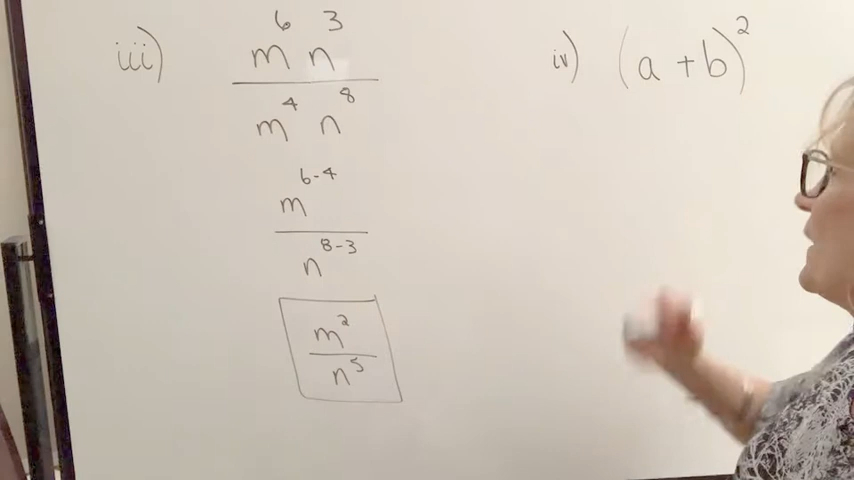 iii) m⁶ n³
m⁴ n⁸
m⁶⁻⁴
n⁸⁻³
m²
n⁵
iv) (a + b)²